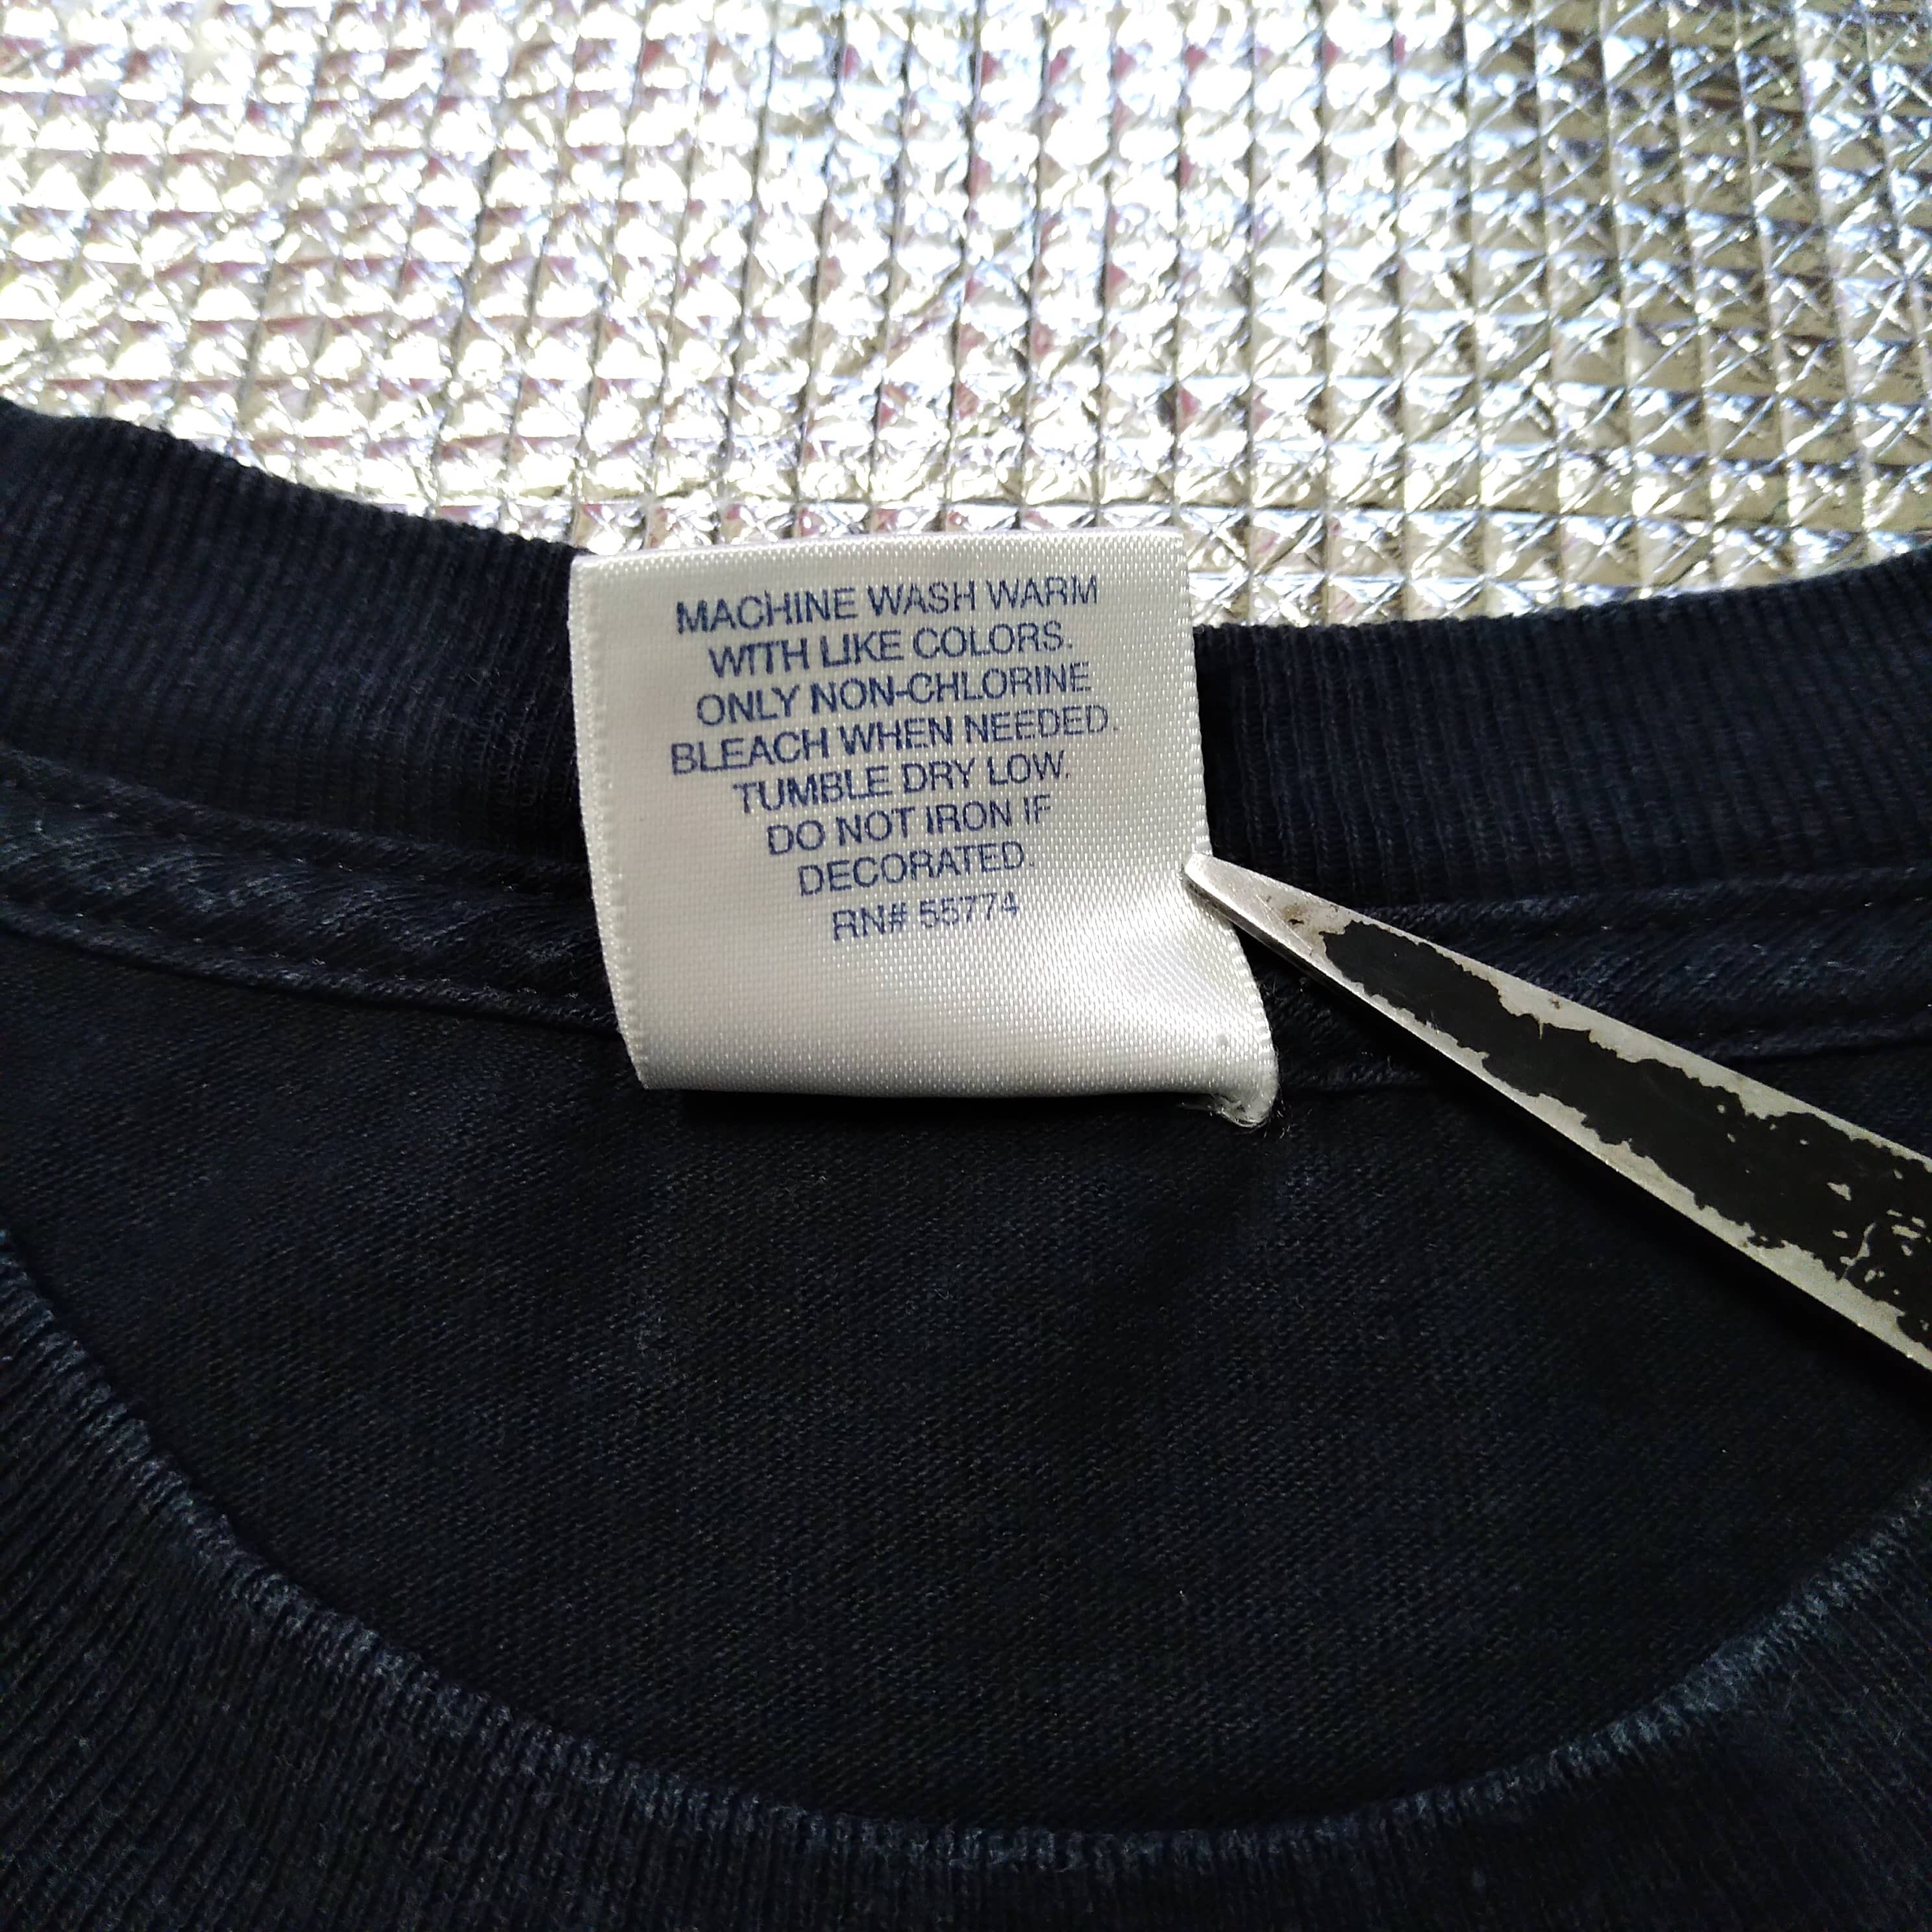 MACHINE WASH WARM
WITH LIKE COLORS.
ONLY NON-CHLORINE
BLEACH WHEN NEEDED.
TUMBLE DRY LOW.
DO NOT IRON IF
DECORATED.
RN# 55774